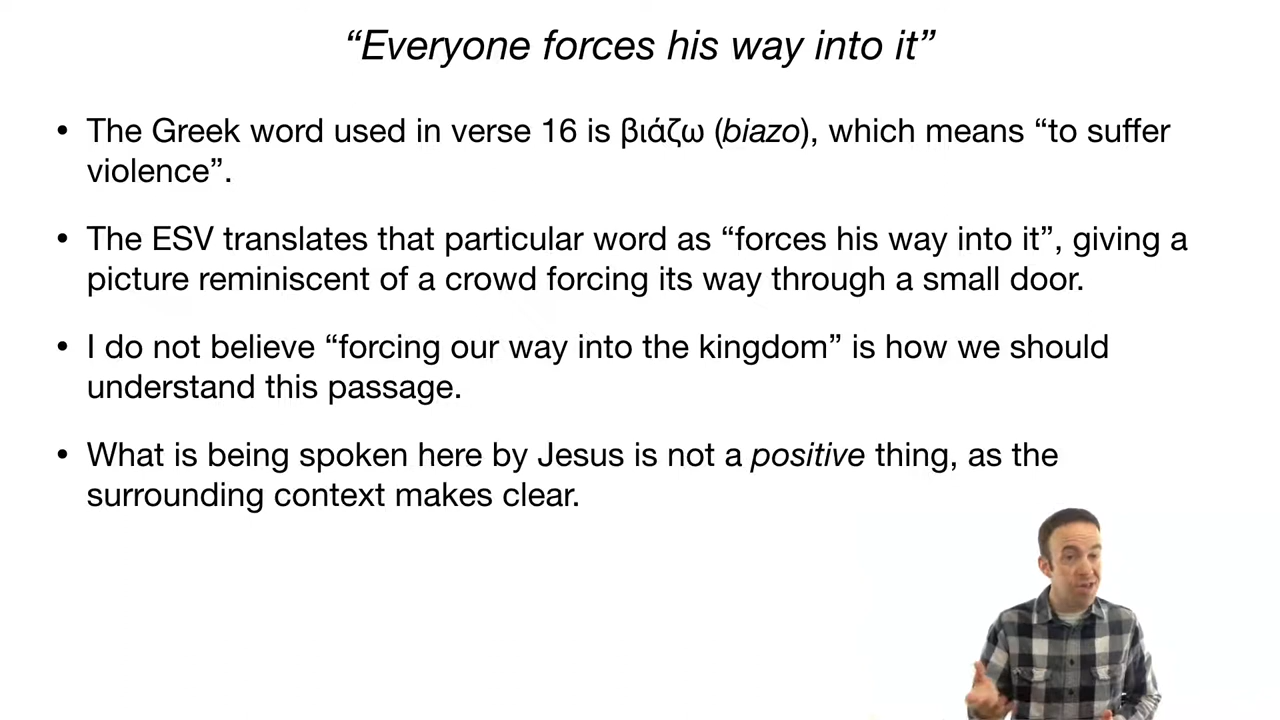 “Everyone forces his way into it”
• The Greek word used in verse 16 is βιάζω (biazo), which means “to suffer
violence”.
• The ESV translates that particular word as “forces his way into it”, giving a
picture reminiscent of a crowd forcing its way through a small door.
• I do not believe “forcing our way into the kingdom” is how we should
understand this passage.
• What is being spoken here by Jesus is not a positive thing, as the
surrounding context makes clear.